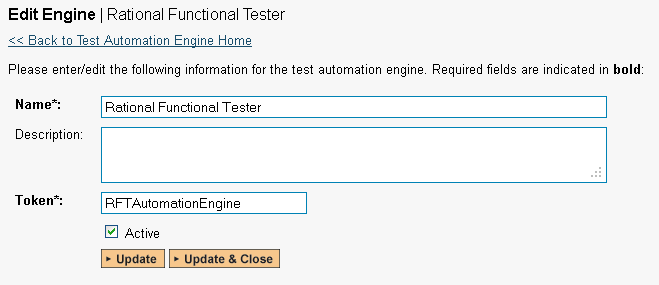 Edit Engine | Rational Functional Tester
<< Back to Test Automation Engine Home
Please enter/edit the following information for the test automation engine. Required fields are indicated in bold:
Name*: Rational Functional Tester
Description:
Token*: RFTAutomationEngine
Active
Update Update & Close